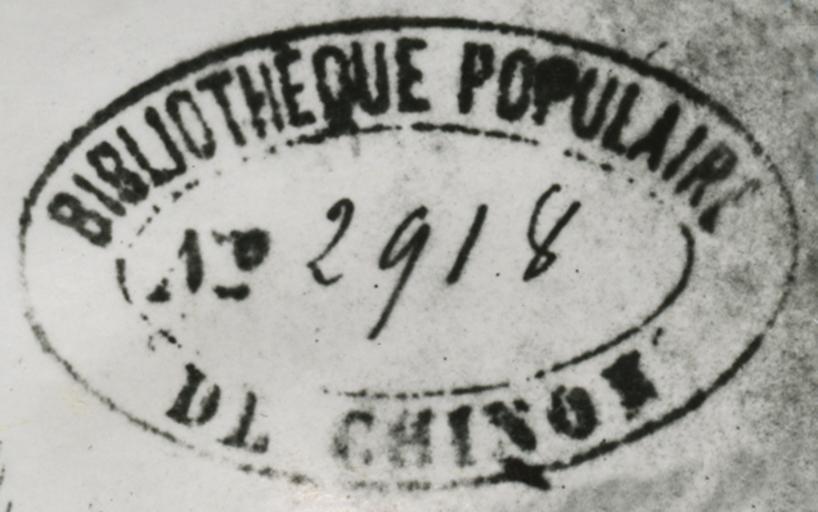 BIBLIOTHÈQUE POPULAIRE
No 2918
DE CHINON